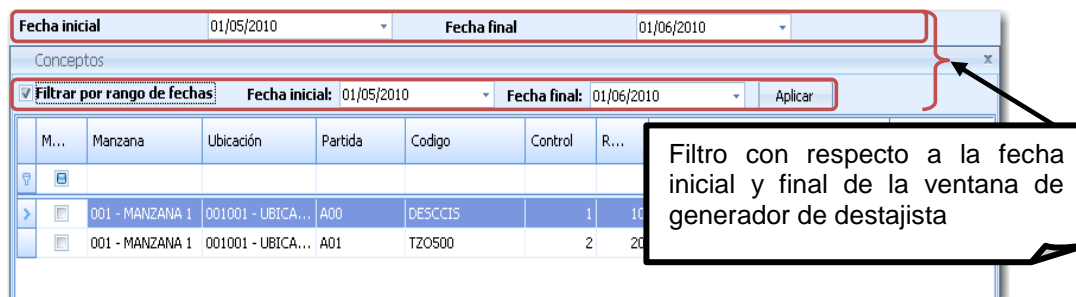 Fecha inicial 01/05/2010 Fecha final 01/06/2010
Conceptos x
Filtrar por rango de fechas Fecha inicial: 01/05/2010 Fecha final: 01/06/2010 Aplicar
M... Manzana Ubicación Partida Codigo Control R...
001 - MANZANA 1 001001 - UBICA... A00 DESCCIS 1 10
001 - MANZANA 1 001001 - UBICA... A01 TZO500 2 20
Filtro con respecto a la fecha
inicial y final de la ventana de
generador de destajista